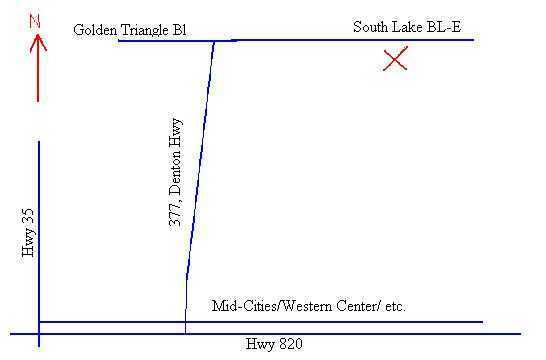 N
Golden Triangle Bl
South Lake BL-E
377, Denton Hwy
Hwy 35
Mid-Cities/Western Center/ etc.
Hwy 820